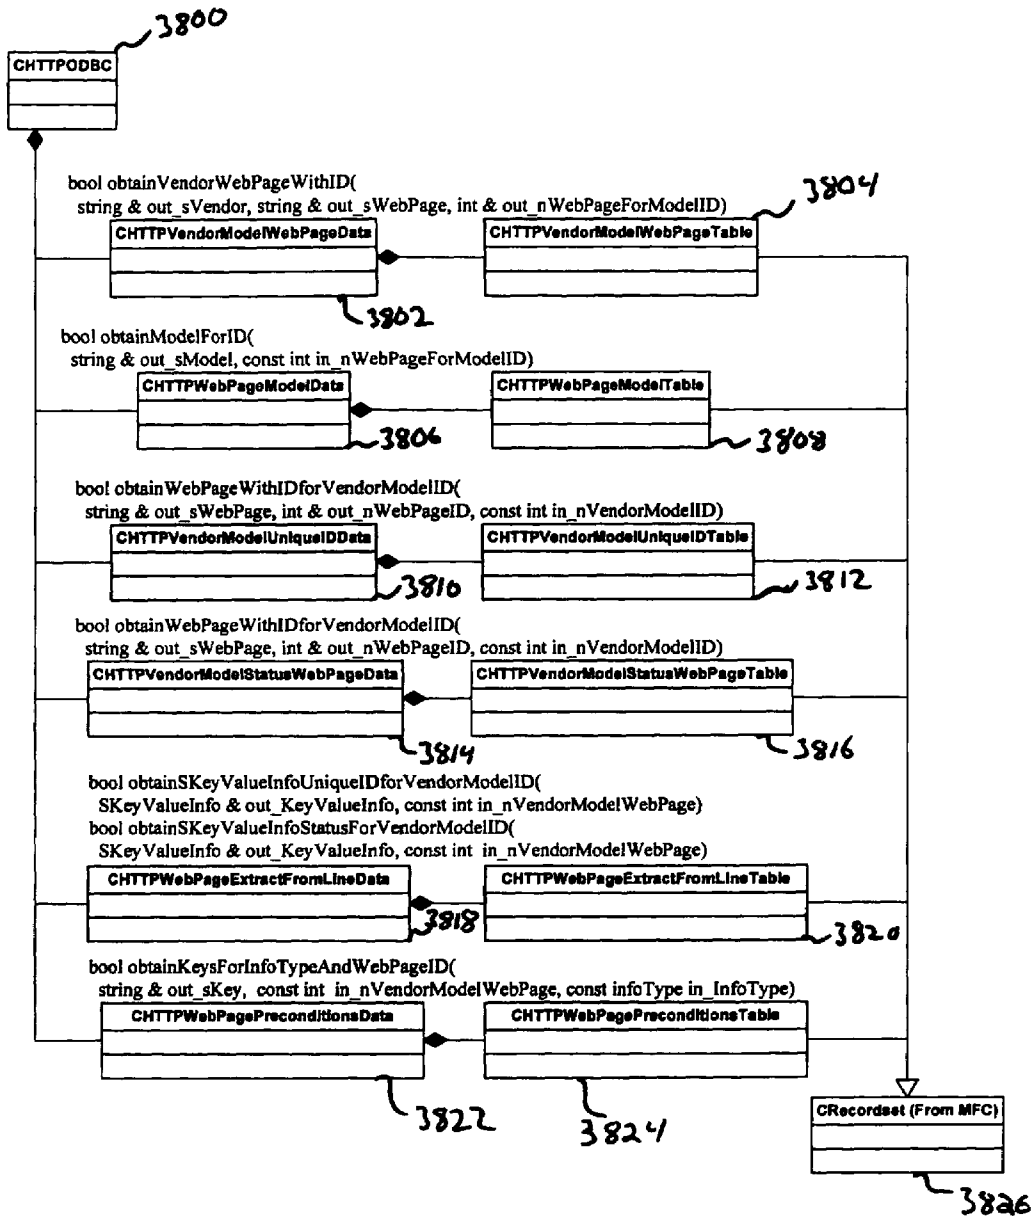 3800
CHTTPODBC
bool obtainVendorWebPageWithID(
string & out_sVendor, string & out_sWebPage, int & out_nWebPageForModelID)
3804
CHTTPVendorModelWebPageData
CHTTPVendorModelWebPageTable
3802
bool obtainModelForID(
string & out_sModel, const int in_nWebPageForModelID)
CHTTPWebPageModelData
CHTTPWebPageModelTable
3806
3808
bool obtainWebPageWithIDforVendorModelID(
string & out_sWebPage, int & out_nWebPageID, const int in_nVendorModelID)
CHTTPVendorModelUniqueIDData
CHTTPVendorModelUniqueIDTable
3810
3812
bool obtainWebPageWithIDforVendorModelID(
string & out_sWebPage, int & out_nWebPageID, const int in_nVendorModelID)
CHTTPVendorModelStatusWebPageData
CHTTPVendorModelStatusWebPageTable
3814
3816
bool obtainSKeyValueInfoUniqueIDforVendorModelID(
SKeyValueInfo & out_KeyValueInfo, const int in_nVendorModelWebPage)
bool obtainSKeyValueInfoStatusForVendorModelID(
SKeyValueInfo & out_KeyValueInfo, const int in_nVendorModelWebPage)
CHTTPWebPageExtractFromLineData
CHTTPWebPageExtractFromLineTable
3818
3820
bool obtainKeysForInfoTypeAndWebPageID(
string & out_sKey, const int in_nVendorModelWebPage, const infoType in_InfoType)
CHTTPWebPagePreconditionsData
CHTTPWebPagePreconditionsTable
3822
3824
CRecordset (From MFC)
3826